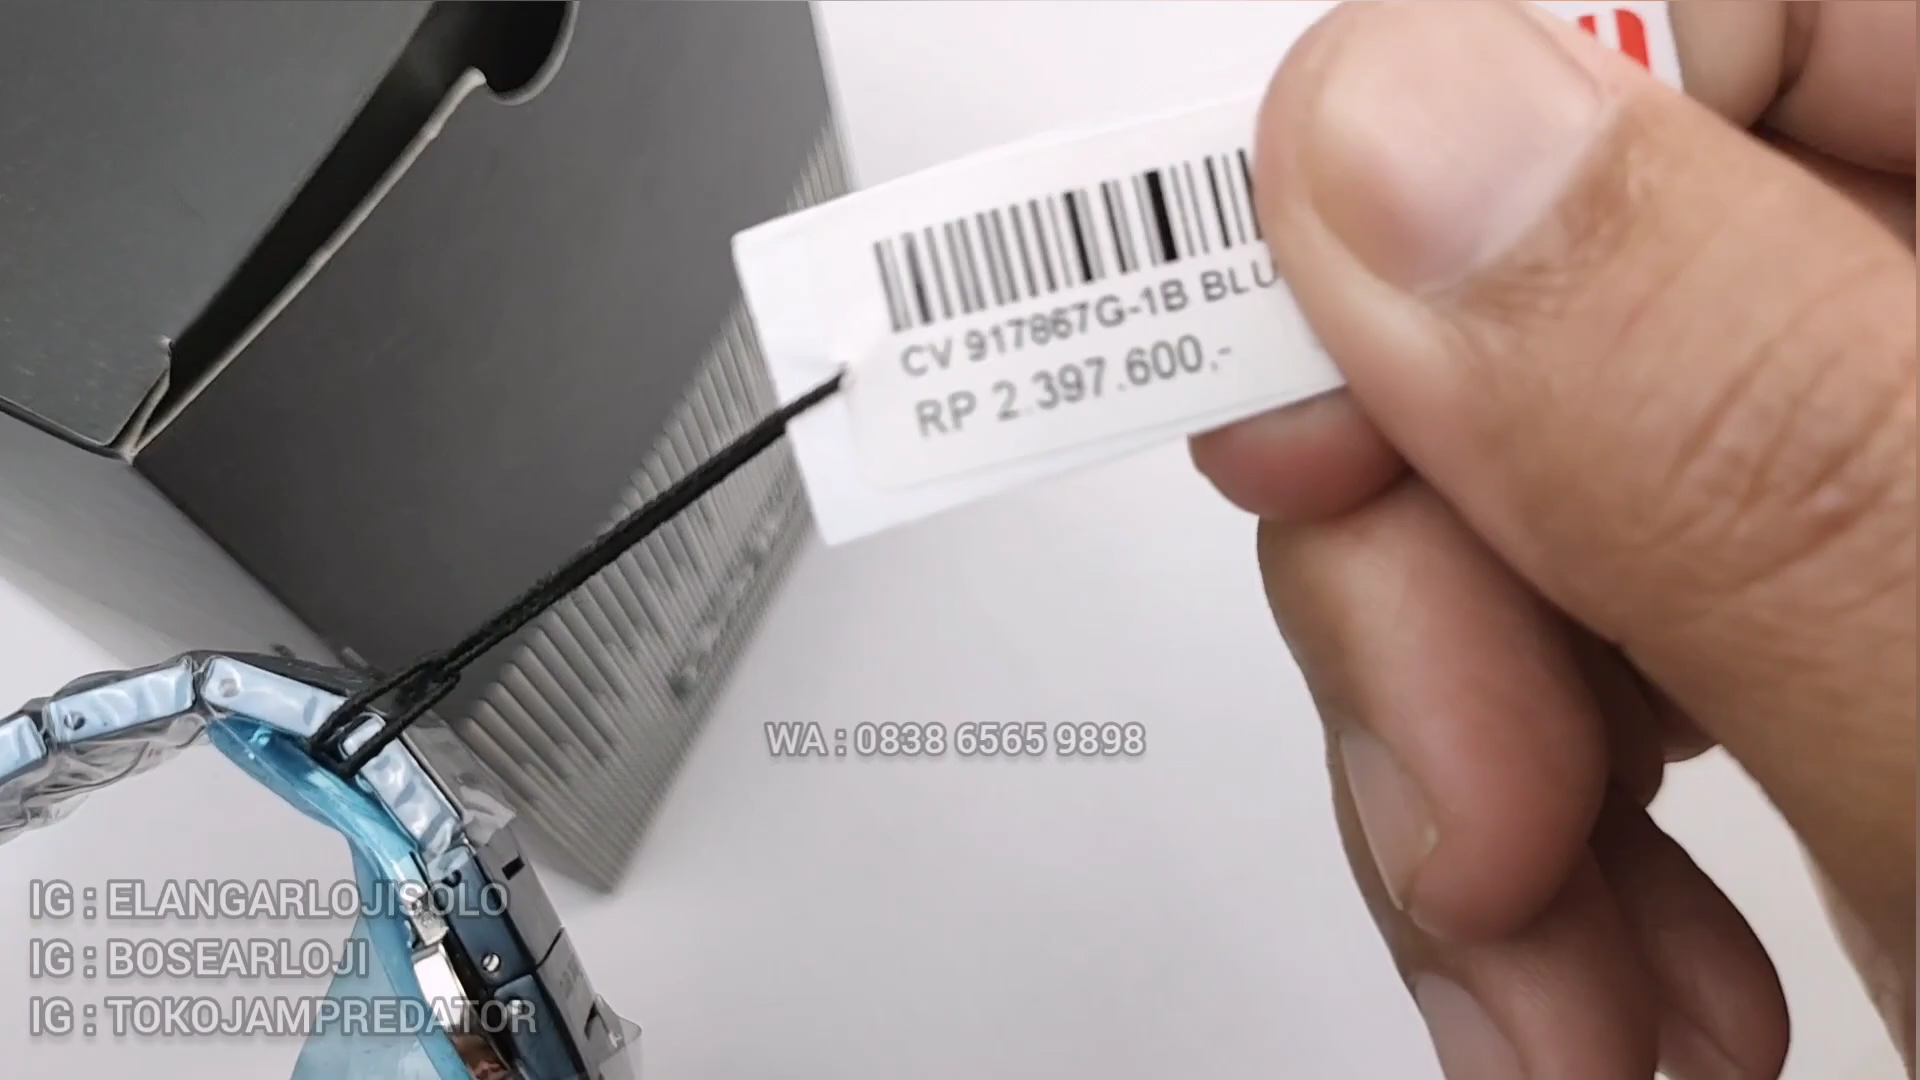 CV 917867G-1B BLU
RP 2.397.600.-
WA : 0838 6565 9898
IG : ELANGARLOJISOLO
IG : BOSEARLOJI
IG : TOKOJAMPREDATOR